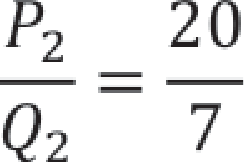 P₂/Q₂ = 20/7